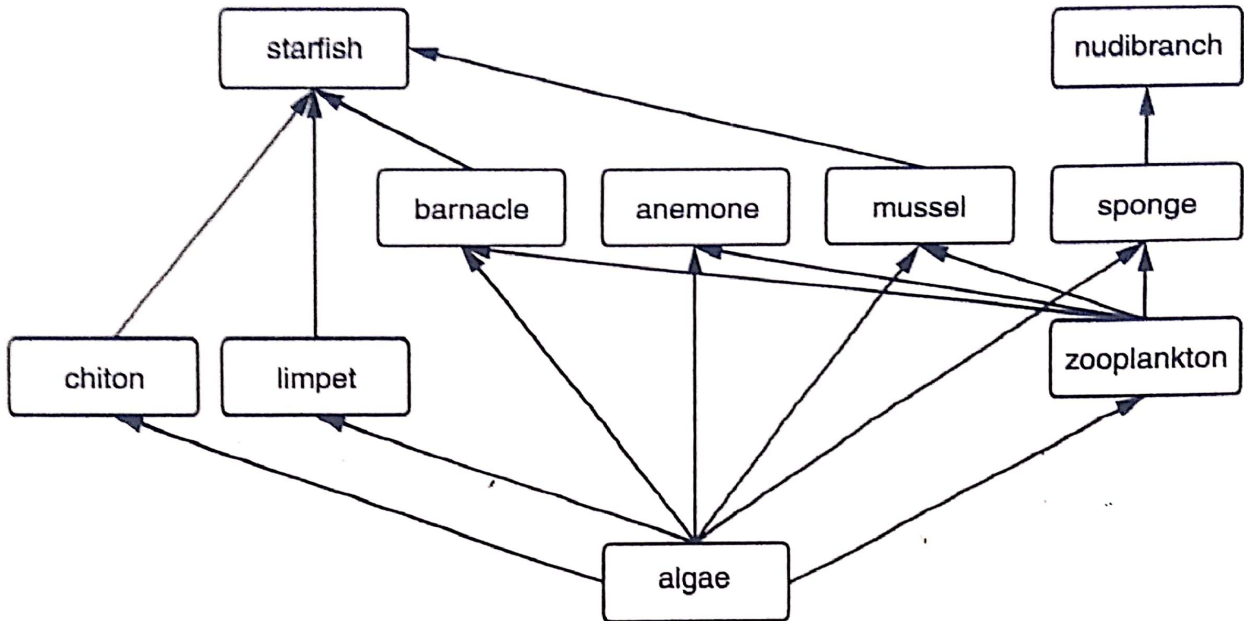 starfish
nudibranch
barnacle
anemone
mussel
sponge
chiton
limpet
zooplankton
algae